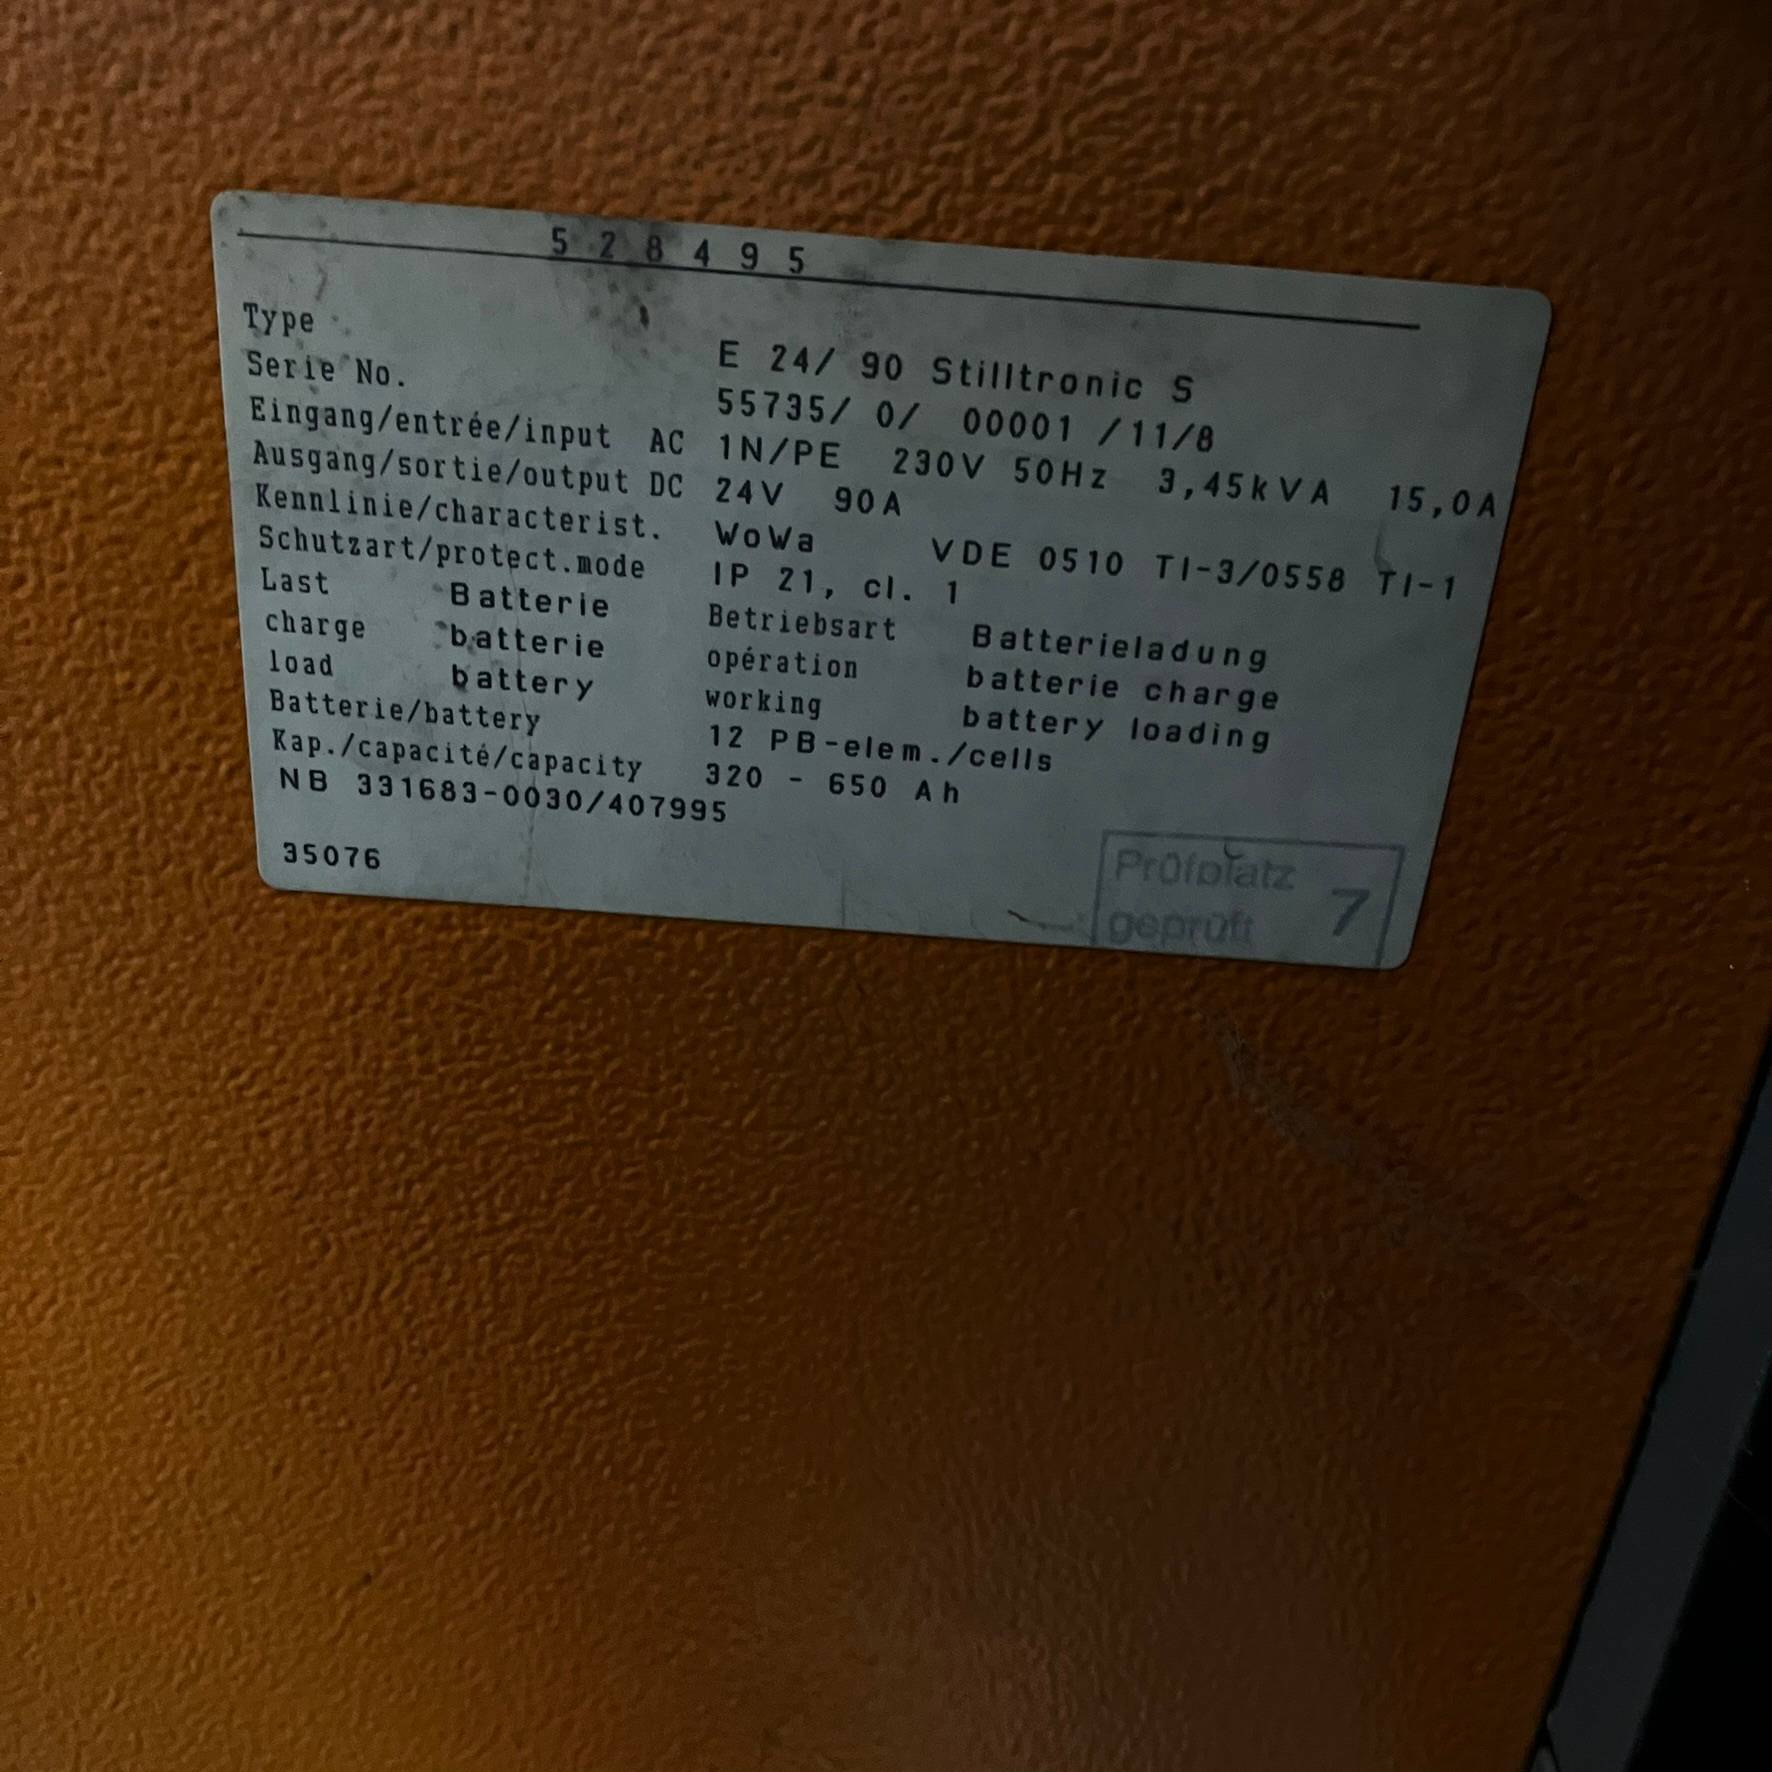 528495
Type E 24/ 90 Stilltronic S
Serie No. 55735/ 0/ 00001 /11/8
Eingang/entrée/input AC 1N/PE 230V 50Hz 3,45kVA 15,0A
Ausgang/sortie/output DC 24V 90A
Kennlinie/characterist. WoWa VDE 0510 TI-3/0558 TI-1
Schutzart/protect.mode IP 21, cl. 1
Last Batterie Betriebsart Batterieladung
charge batterie opération batterie charge
load battery working battery loading
Batterie/battery 12 PB-elem./cells
Kap./capacité/capacity 320 - 650 Ah
NB 331683-0030/407995
35076
Prüfplatz
geprüft 7